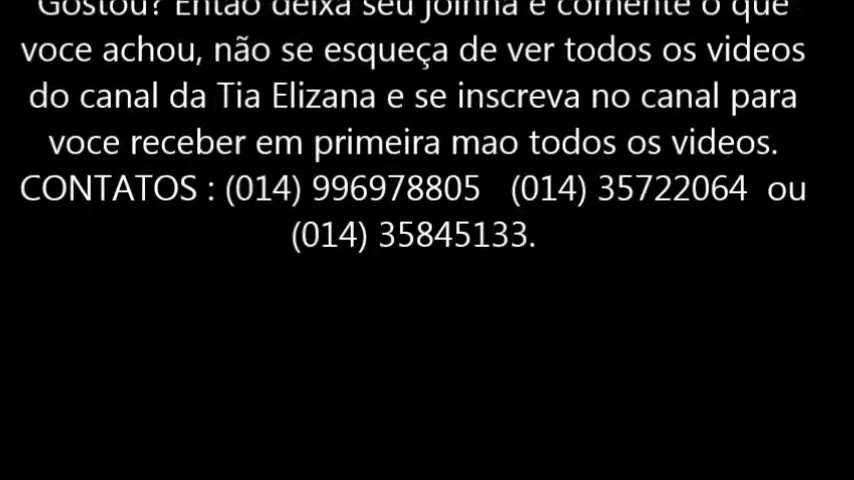 Gostou? Então deixa seu joinha e comente o que
voce achou, não se esqueça de ver todos os videos
do canal da Tia Elizana e se inscreva no canal para
voce receber em primeira mao todos os videos.
CONTATOS : (014) 996978805 (014) 35722064 ou
(014) 35845133.